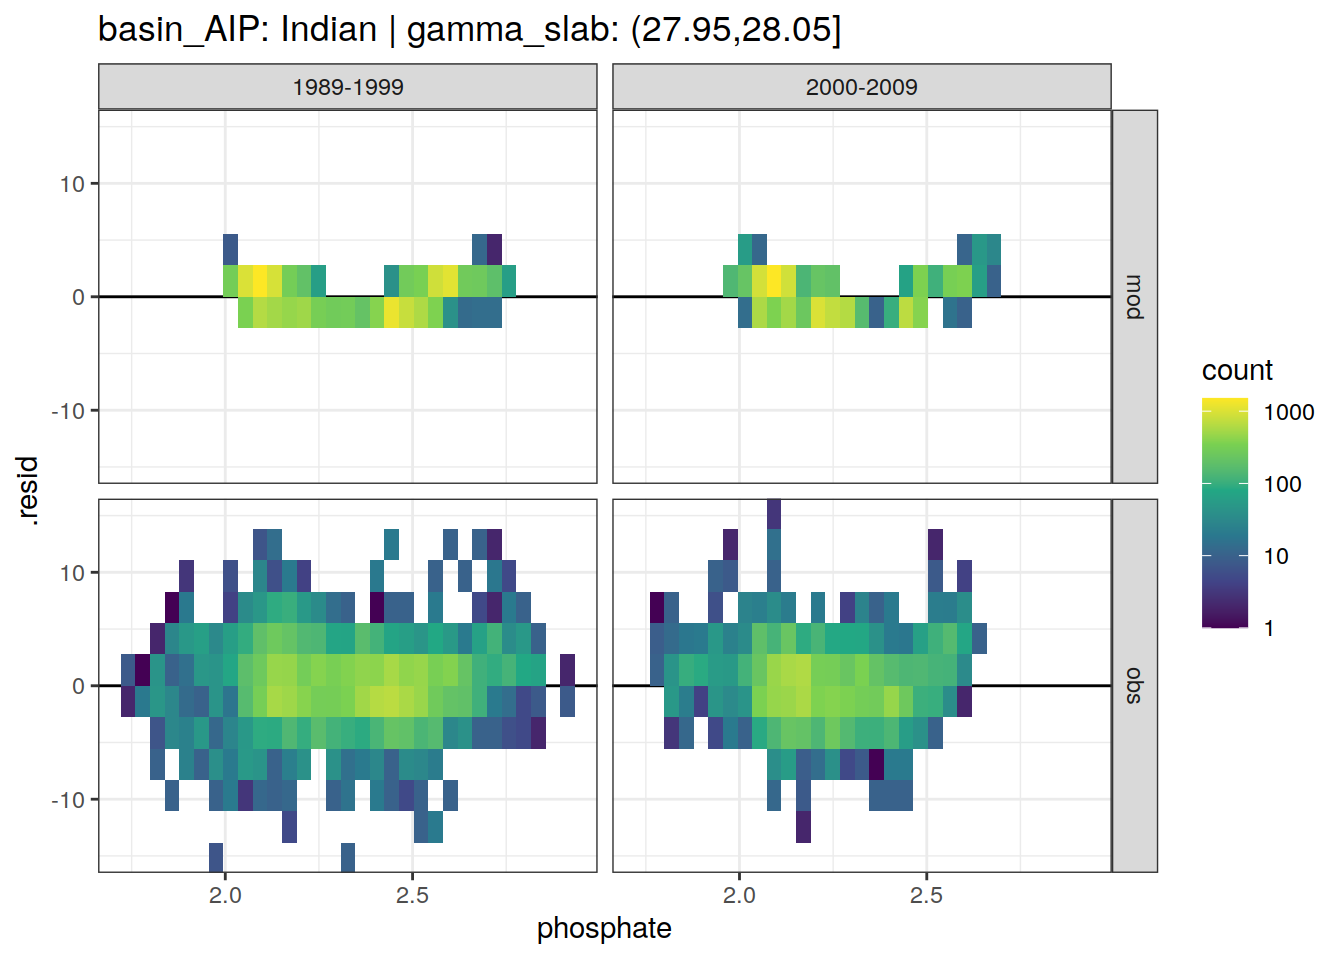 basin_AIP: Indian | gamma_slab: (27.95,28.05]
1989-1999
2000-2009
10
0
-10
mod
10
0
-10
obs
.resid
2.0
2.5
2.0
2.5
phosphate
count
1000
100
10
1